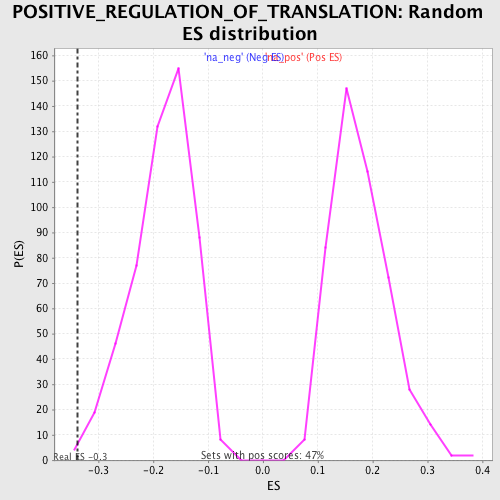 POSITIVE_REGULATION_OF_TRANSLATION: Random
ES distribution
'na_neg' (Neg ES) 'na_pos' (Pos ES)
160
150
140
130
120
110
100
90
80
70
60
50
40
30
20
10
0
P(ES)
Real ES -0.3
Sets with pos scores: 47%
-0.3 -0.2 -0.1 0.0 0.1 0.2 0.3 0.4
ES